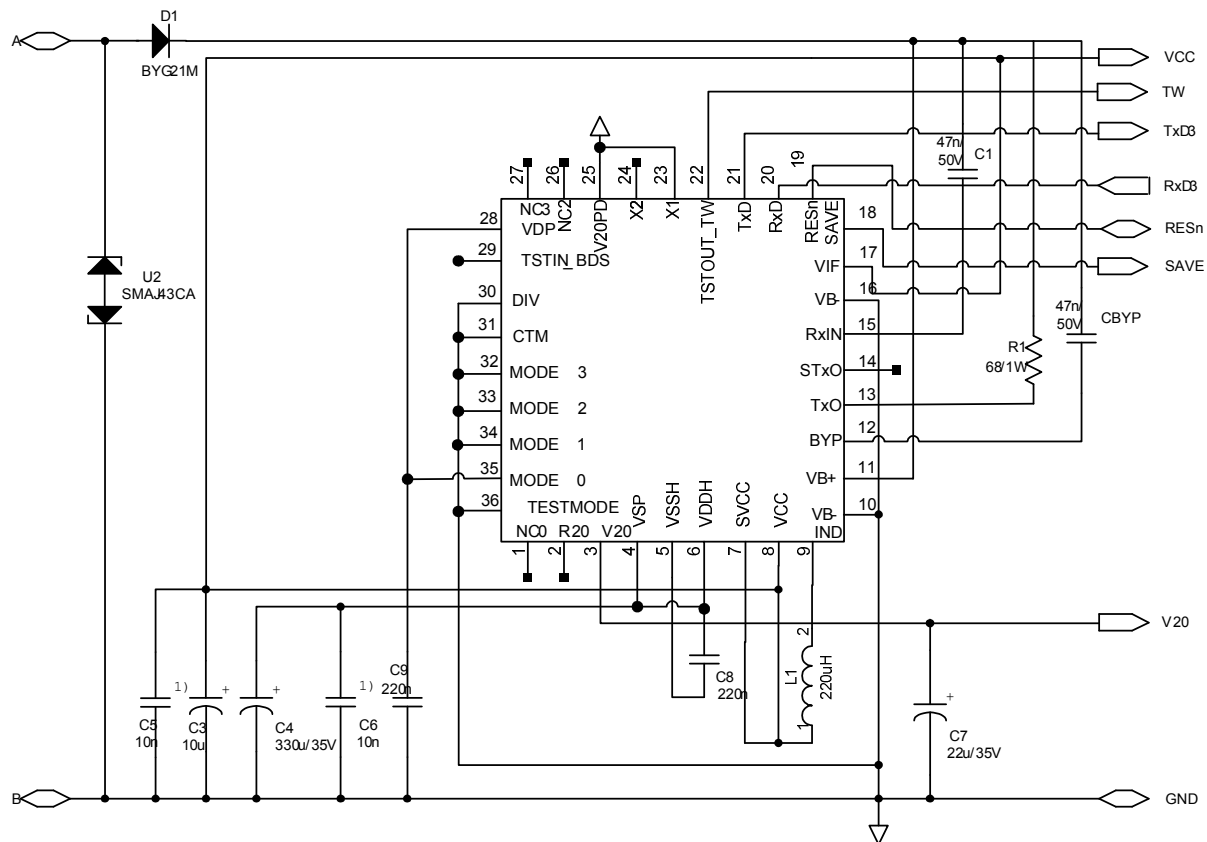 D1
A
BYG21M
VCC
TW
TxD3
RxD3
RESn
SAVE
47n/
50V
C1
27
26
25
24
23
22
21
20
19
NC3
NC2
V20PD
X2
X1
TSTOUT_TW
TxD
RxD
RESn
SAVE
28
VDP
29
TSTIN_BDS
30
DIV
31
CTM
32
MODE 3
33
MODE 2
34
MODE 1
35
MODE 0
36
TESTMODE
18
17
VIF
16
VB-
15
RxIN
14
STxO
13
TxO
12
BYP
11
VB+
10
VB-
IND
U2
SMAJ43CA
47n/
50V
CBYP
R1
68/1W
NC0
R20
V20
VSP
VSSH
VDDH
SVCC
VCC
1
2
3
4
5
6
7
8
9
V20
2
L1
220uH
1
C8
220n
C9
220n
1)
C5
10n
+
C3
10u
+
C4
330u/35V
1)
C6
10n
+
C7
22u/35V
B
GND